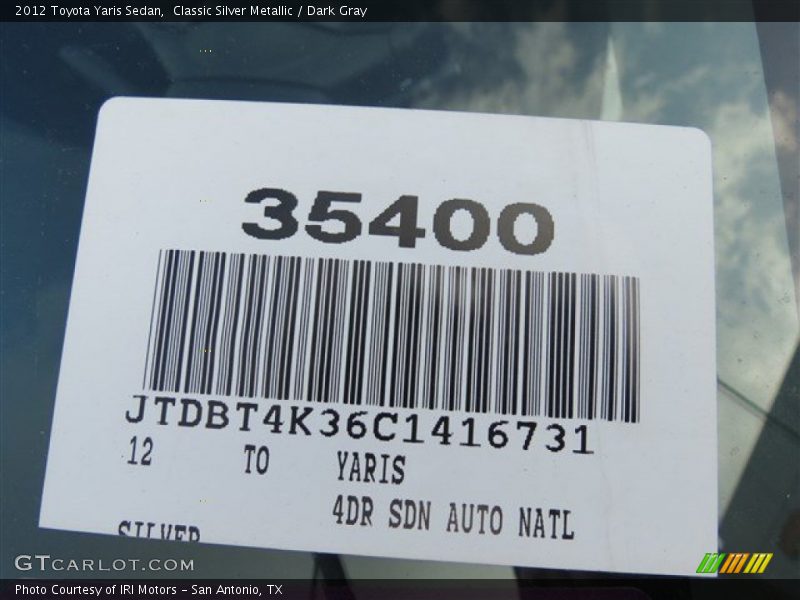 2012 Toyota Yaris Sedan,  Classic Silver Metallic / Dark Gray
35400
JTDBT4K36C1416731
12 TO YARIS
4DR SDN AUTO NATL
SILVER
GTCARLOT.COM
Photo Courtesy of IRI Motors – San Antonio, TX